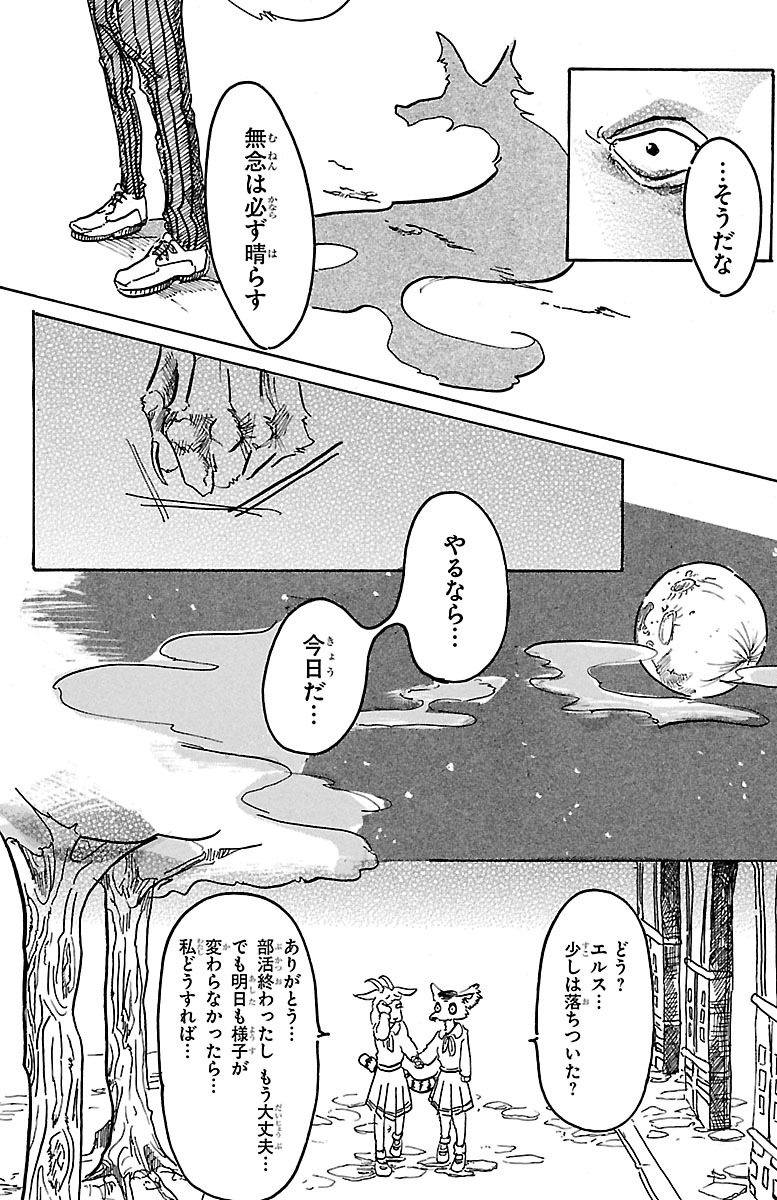 …そうだな
無念は必ず晴らす
やるなら…
今日だ…
どう？
エルス…
少しは落ちついた？
ありがとう…
部活終わったし もう大丈夫…
でも明日も様子が
変わらなかったら…
私どうすれば…